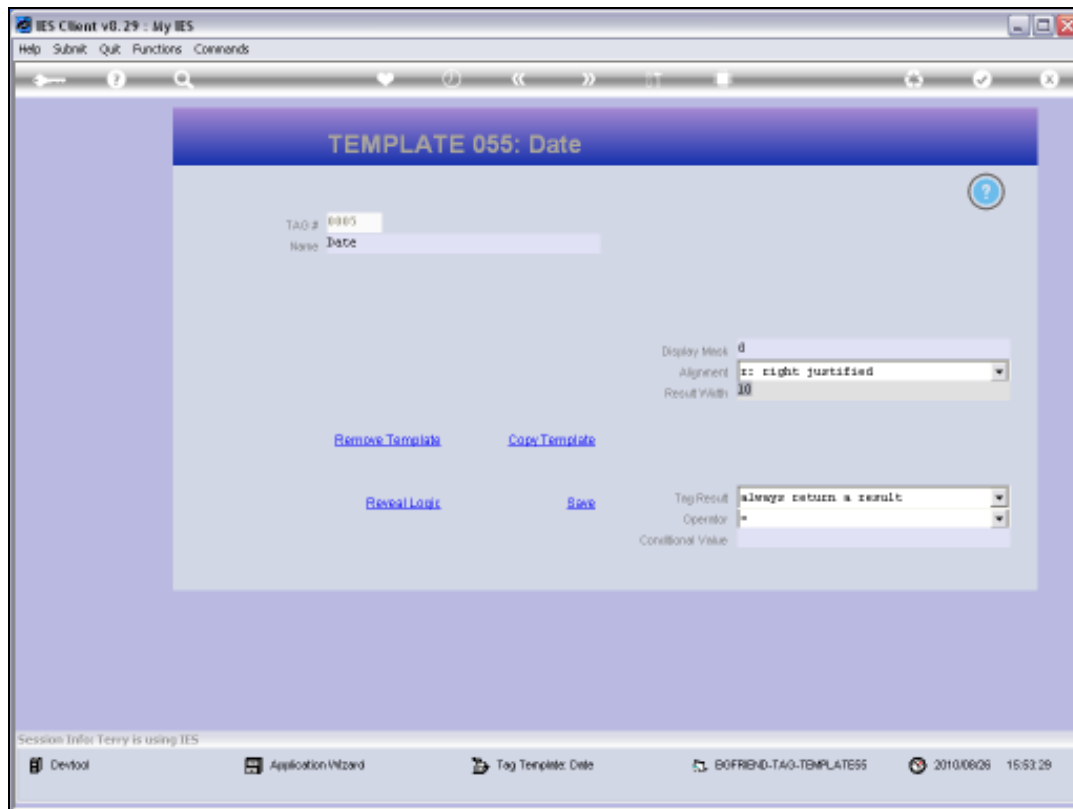 IES Client v8.29 : My IES
Help Submit Quit Functions Commands
TEMPLATE 055: Date
TAG # 0005
Name Date
Display Mask d
Alignment r: right justified
Result Width 10
Remove Template Copy Template
Reveal Logic Save
Tag Result always return a result
Operator =
Conditional Value
Session Info: Terry is using IES
Devtool Application Wizard Tag Template: Date BOFRIEND-TAG-TEMPLATE55 2010/08/26 15:53:29